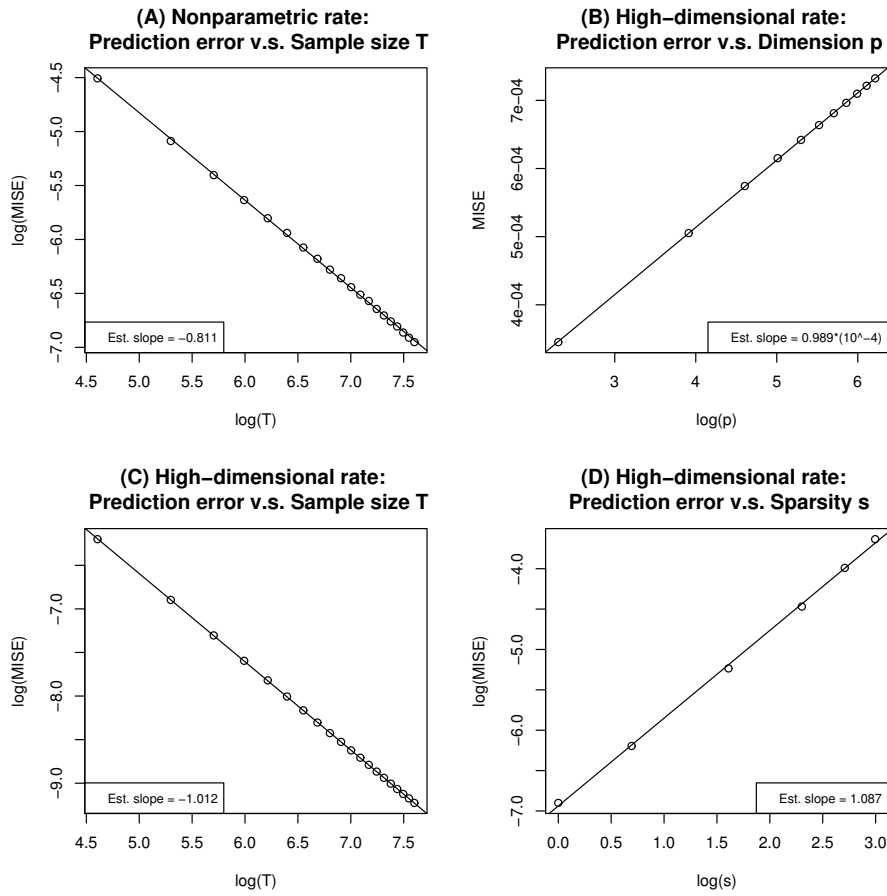 (A) Nonparametric rate:
Prediction error v.s. Sample size T
log(MISE)
−4.5
−5.0
−5.5
−6.0
−6.5
−7.0
Est. slope = −0.811
4.5 5.0 5.5 6.0 6.5 7.0 7.5
log(T)
(B) High−dimensional rate:
Prediction error v.s. Dimension p
MISE
7e−04
6e−04
5e−04
4e−04
Est. slope = 0.989*(10^−4)
3 4 5 6
log(p)
(C) High−dimensional rate:
Prediction error v.s. Sample size T
log(MISE)
−7.0
−8.0
−9.0
Est. slope = −1.012
4.5 5.0 5.5 6.0 6.5 7.0 7.5
log(T)
(D) High−dimensional rate:
Prediction error v.s. Sparsity s
log(MISE)
−4.0
−5.0
−6.0
−7.0
Est. slope = 1.087
0.0 0.5 1.0 1.5 2.0 2.5 3.0
log(s)